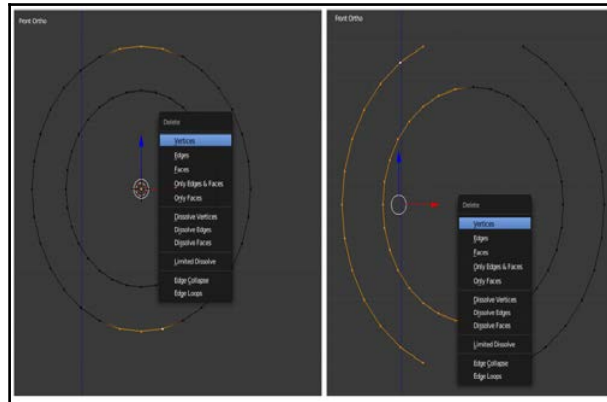 Front Ortho
Delete
Vertices
Edges
Faces
Only Edges & Faces
Only Faces
Dissolve Vertices
Dissolve Edges
Dissolve Faces
Limited Dissolve
Edge Collapse
Edge Loops
Front Ortho
Delete
Vertices
Edges
Faces
Only Edges & Faces
Only Faces
Dissolve Vertices
Dissolve Edges
Dissolve Faces
Limited Dissolve
Edge Collapse
Edge Loops